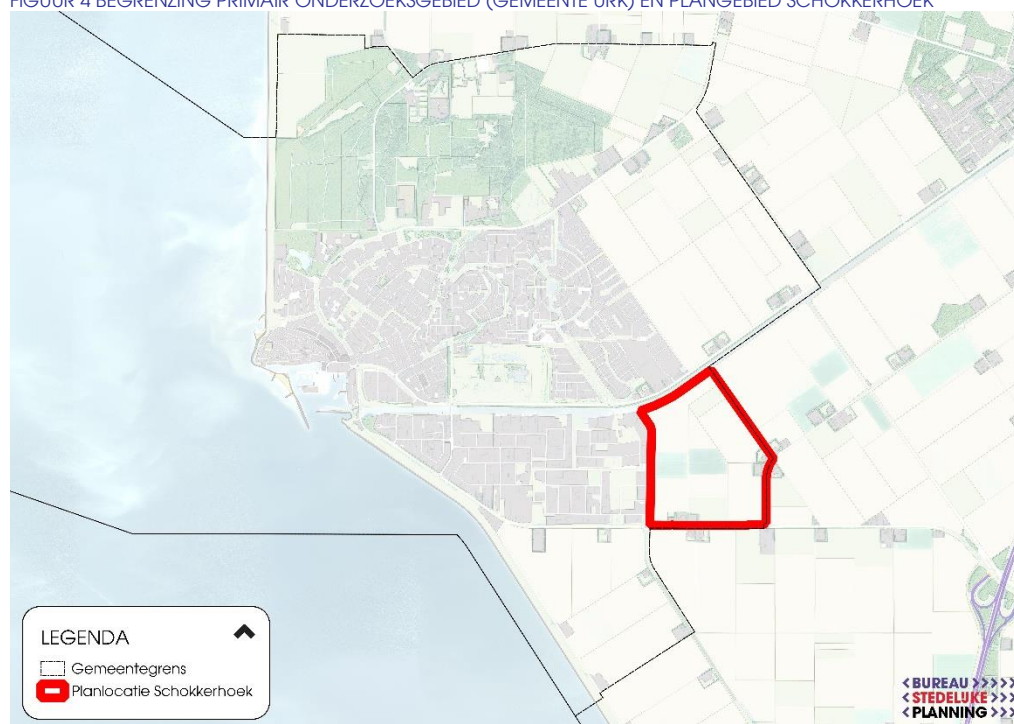 FIGUUR 4 BEGRENZING PRIMAIR ONDERZOEKSGEBIED (GEMEENTE URK) EN PLANGEBIED SCHOKKERHOEK
LEGENDA
Gemeentegrens
Planlocatie Schokkerhoek
<BUREAU >>>>>
<STEDELIJKE >>>>
<PLANNING >>>